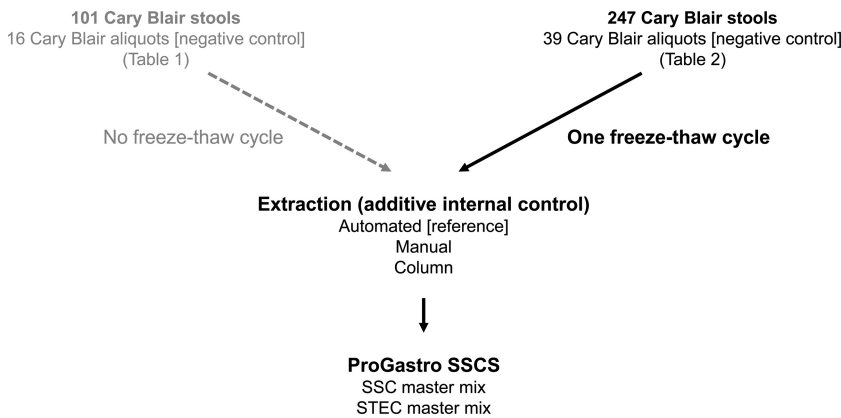 101 Cary Blair stools
16 Cary Blair aliquots [negative control]
(Table 1)
247 Cary Blair stools
39 Cary Blair aliquots [negative control]
(Table 2)
No freeze-thaw cycle
One freeze-thaw cycle
Extraction (additive internal control)
Automated [reference]
Manual
Column
ProGastro SSCS
SSC master mix
STEC master mix